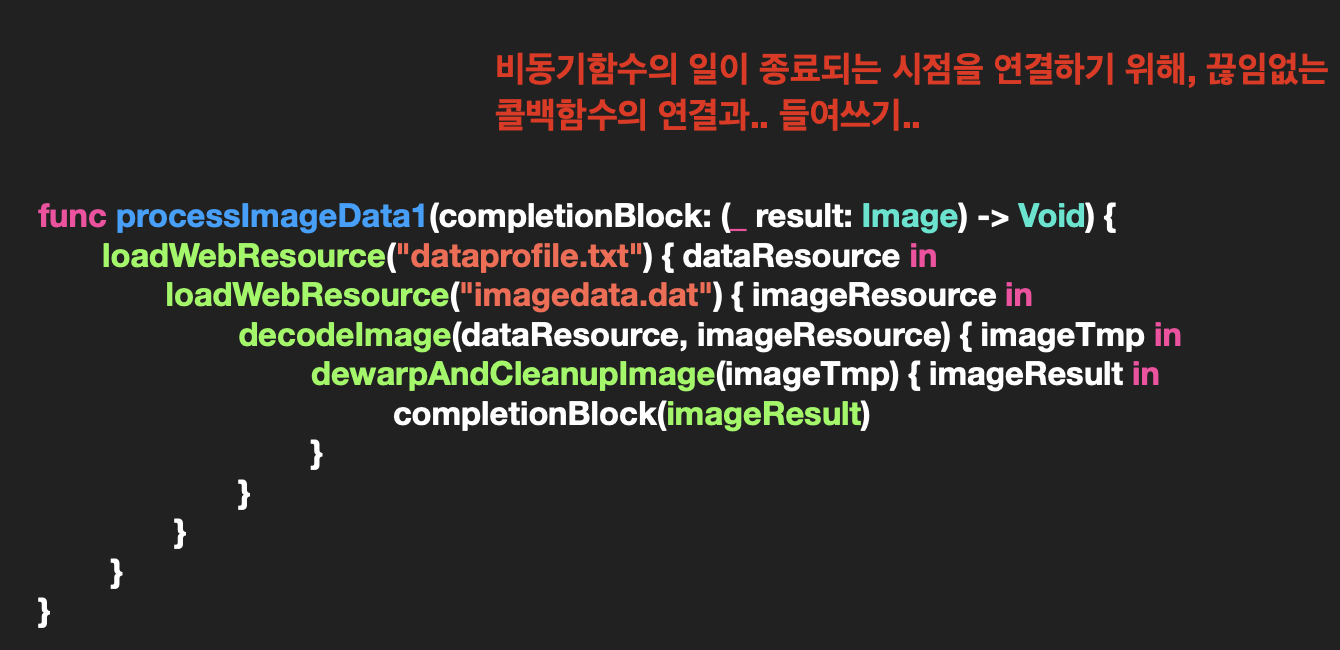 비동기함수의 일이 종료되는 시점을 연결하기 위해, 끊임없는
콜백함수의 연결과.. 들여쓰기..
func processImageData1(completionBlock: (_ result: Image) -> Void) {
loadWebResource("dataprofile.txt") { dataResource in
loadWebResource("imagedata.dat") { imageResource in
decodeImage(dataResource, imageResource) { imageTmp in
dewarpAndCleanupImage(imageTmp) { imageResult in
completionBlock(imageResult)
}
}
}
}
}